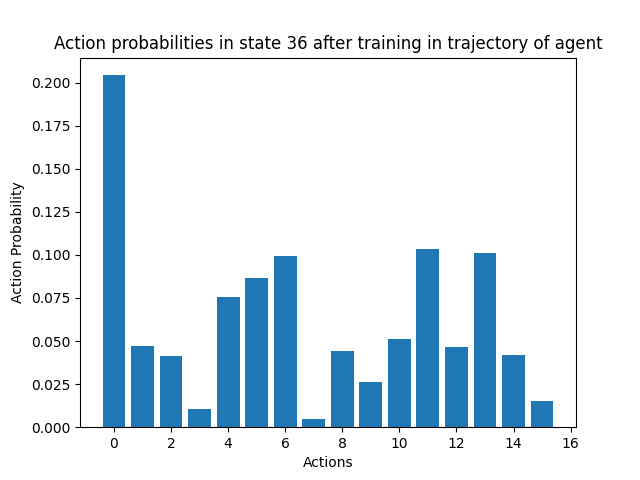 Action probabilities in state 36 after training in trajectory of agent
0.200
0.175
0.150
0.125
0.100
0.075
0.050
0.025
0.000
Action Probability
0 2 4 6 8 10 12 14 16
Actions